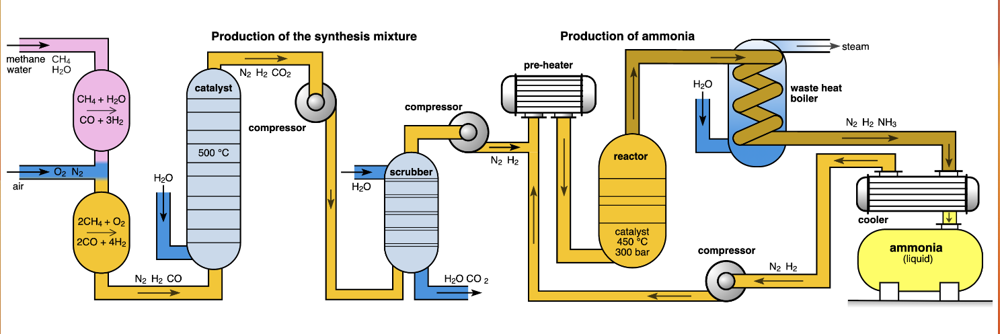 Production of the synthesis mixture
Production of ammonia
methane CH₄
water H₂O
CH₄ + H₂O
CO + 3H₂
O₂ N₂
air
2CH₄ + O₂
2CO + 4H₂
N₂ H₂ CO
H₂O
catalyst
500 °C
N₂ H₂ CO₂
compressor
H₂O
scrubber
H₂O CO ₂
compressor
N₂ H₂
pre-heater
reactor
catalyst
450 °C
300 bar
H₂O
steam
waste heat
boiler
N₂ H₂ NH₃
cooler
ammonia
(liquid)
N₂ H₂
compressor